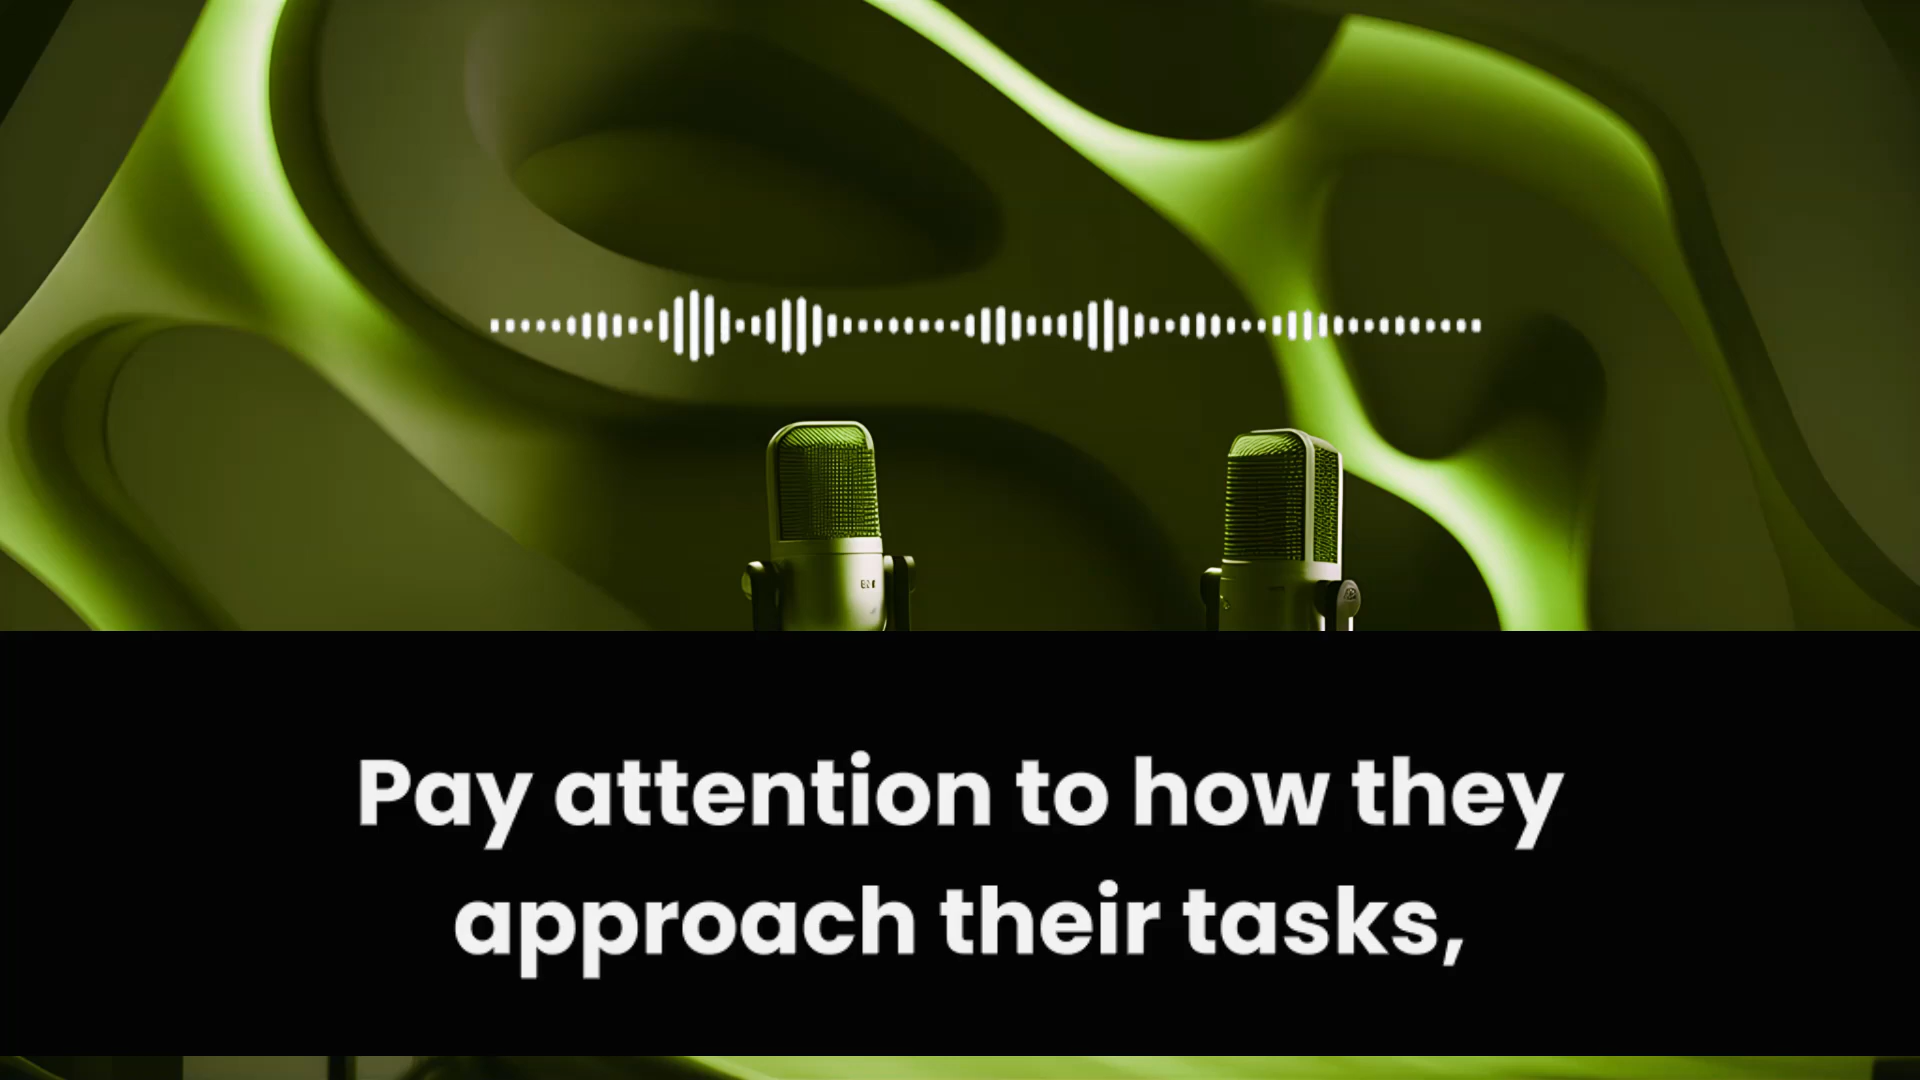 Pay attention to how they
approach their tasks,